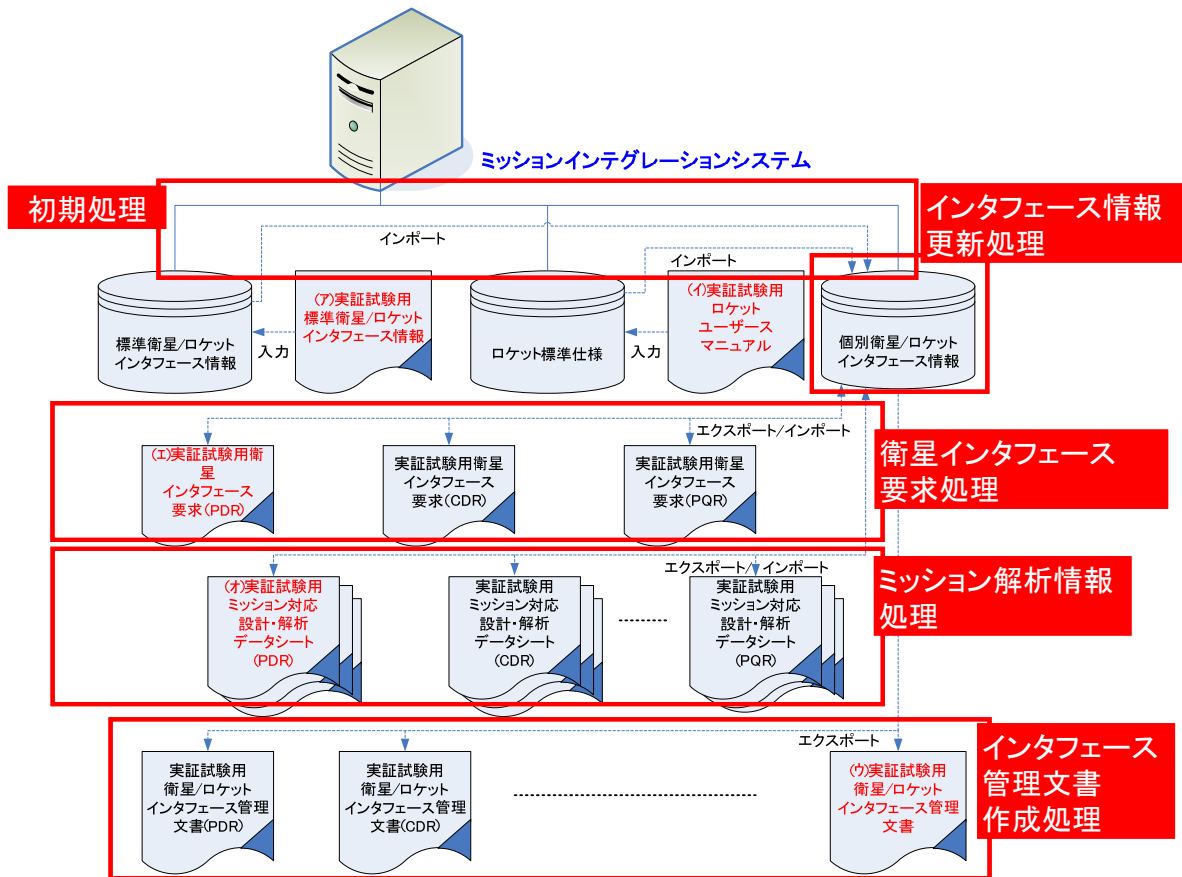 ミッションインテグレーションシステム
初期処理
インタフェース情報
更新処理
インポート
インポート
標準衛星/ロケット
インタフェース情報
入力
(ア)実証試験用
標準衛星/ロケット
インタフェース情報
ロケット標準仕様
入力
(イ)実証試験用
ロケット
ユーザース
マニュアル
個別衛星/ロケット
インタフェース情報
エクスポート/インポート
(エ)実証試験用衛
星
インタフェース
要求(PDR)
実証試験用衛星
インタフェース
要求(CDR)
実証試験用衛星
インタフェース
要求(PQR)
衛星インタフェース
要求処理
エクスポート/インポート
(オ)実証試験用
ミッション対応
設計・解析
データシート
(PDR)
実証試験用
ミッション対応
設計・解析
データシート
(CDR)
実証試験用
ミッション対応
設計・解析
データシート
(PQR)
ミッション解析情報
処理
エクスポート
実証試験用
衛星/ロケット
インタフェース管理
文書(PDR)
実証試験用
衛星/ロケット
インタフェース管理
文書(CDR)
(ウ)実証試験用
衛星/ロケット
インタフェース管理
文書
インタフェース
管理文書
作成処理